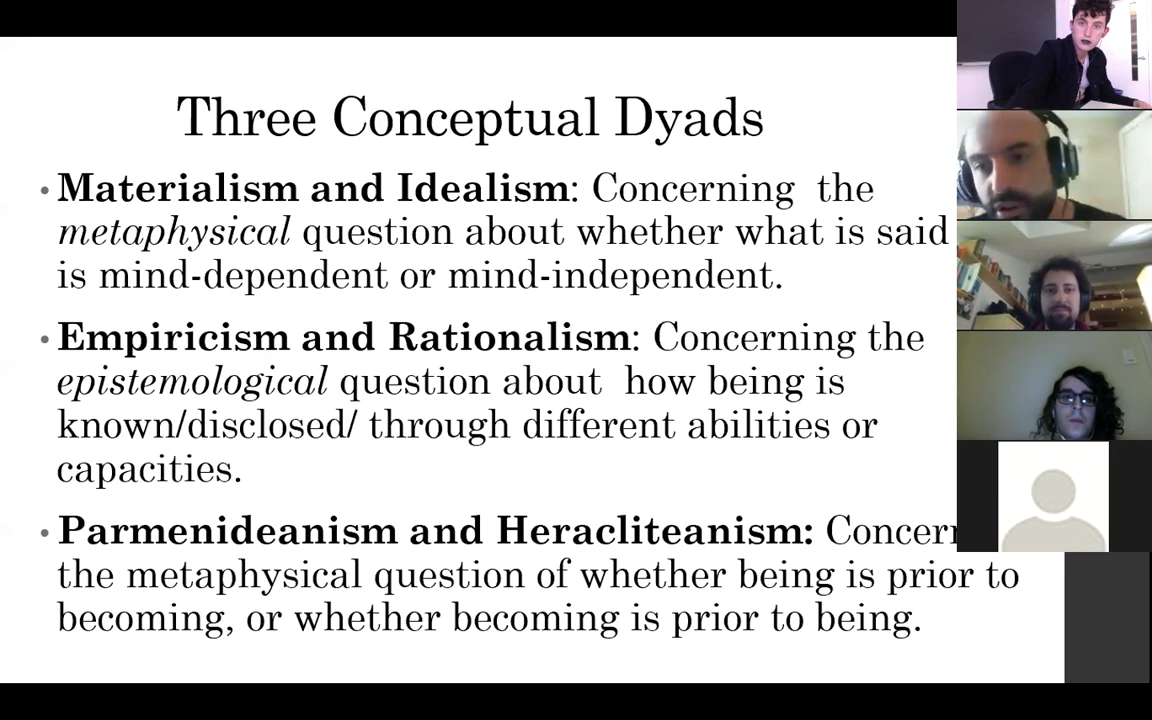 Three Conceptual Dyads
• Materialism and Idealism: Concerning the
metaphysical question about whether what is said
is mind-dependent or mind-independent.
• Empiricism and Rationalism: Concerning the
epistemological question about how being is
known/disclosed/ through different abilities or
capacities.
• Parmenideanism and Heracliteanism:
the metaphysical question of whether being is prior to
becoming, or whether becoming is prior to being.